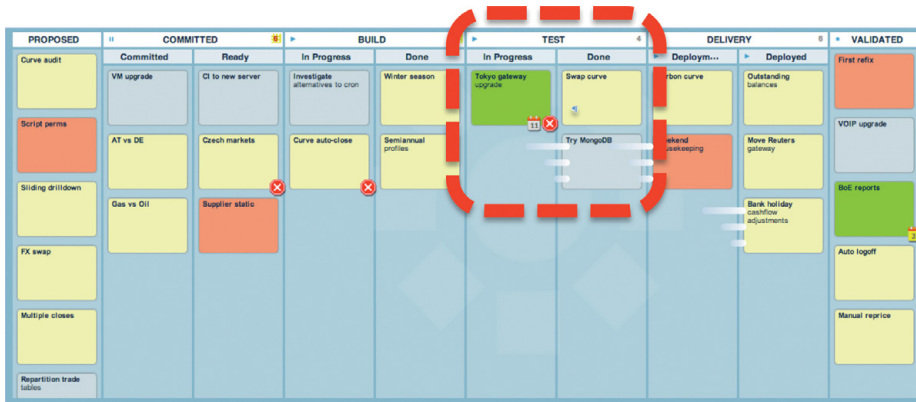 PROPOSED
COMMITTED
6
BUILD
TEST
4
DELIVERY
6
VALIDATED
Committed
Ready
In Progress
Done
In Progress
Done
Deploym...
Deployed
Curve audit
Script perms
Sliding drilldown
FX swap
Multiple closes
Repartition trade
tables
VM upgrade
AT vs DE
Gas vs Oil
CI to new server
Czech markets
Supplier static
Investigate
alternatives to cron
Curve auto-close
Winter season
Semiannual
profiles
Tokyo gateway
upgrade
11
Swap curve
Try MongoDB
Outstanding
balances
Move Reuters
gateway
Bank holiday
cashflow
adjustments
First refix
VOIP upgrade
BoE reports
Auto logoff
Manual reprice